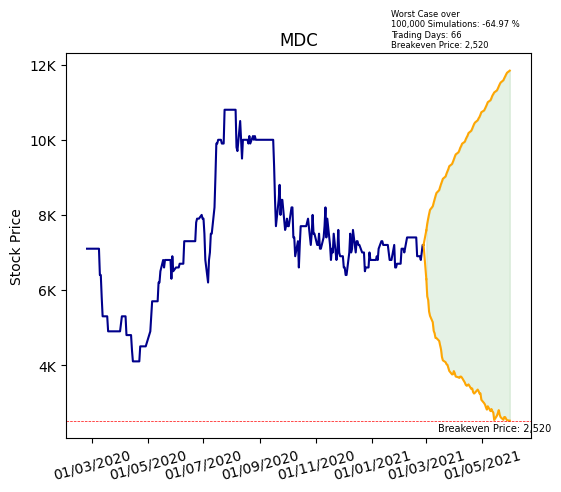 Worst Case over
100,000 Simulations: -64.97 %
Trading Days: 66
Breakeven Price: 2,520
MDC
Stock Price
12K
10K
8K
6K
4K
Breakeven Price: 2,520
01/03/2020
01/05/2020
01/07/2020
01/09/2020
01/11/2020
01/01/2021
01/03/2021
01/05/2021